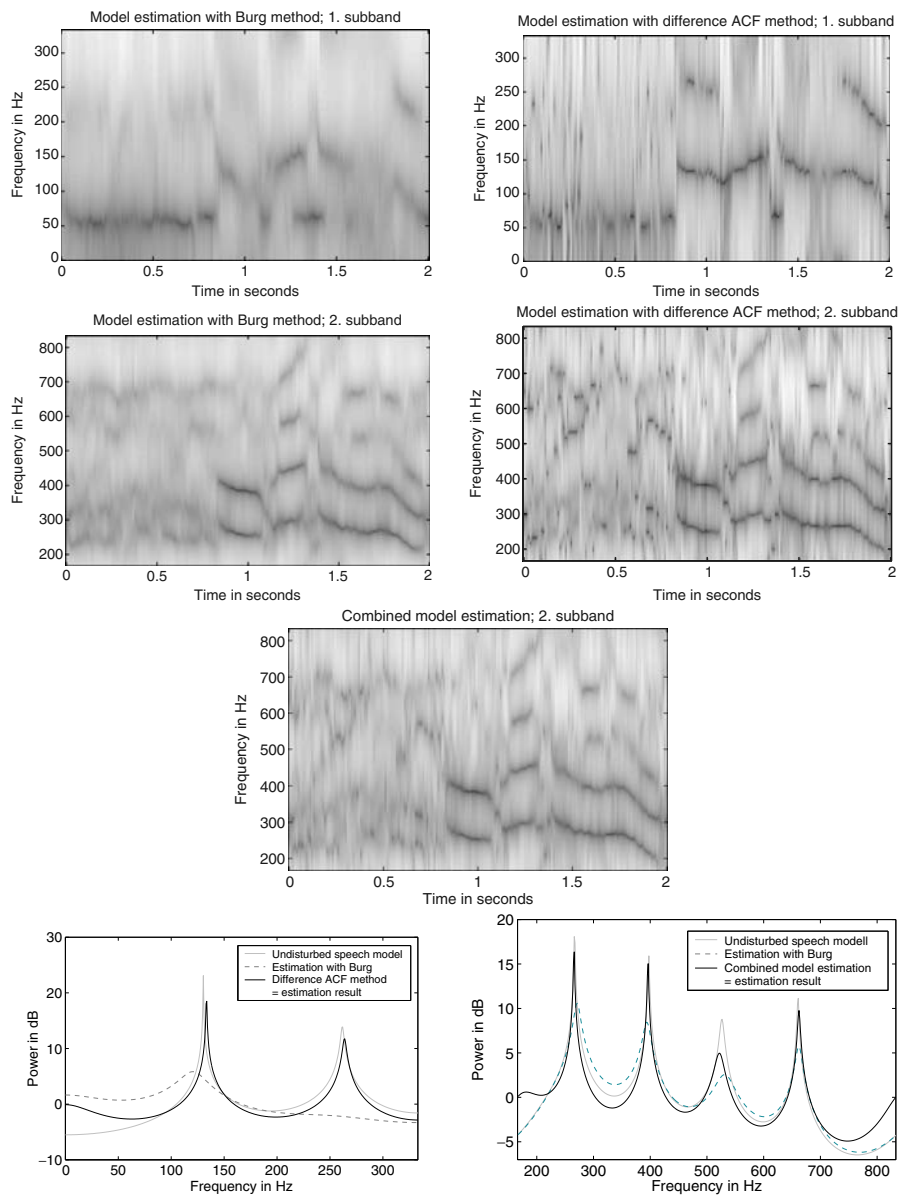 Model estimation with Burg method; 1. subband
Frequency in Hz
300
250
200
150
100
50
0
0 0.5 1 1.5 2
Time in seconds
Model estimation with difference ACF method; 1. subband
Frequency in Hz
300
250
200
150
100
50
0
0 0.5 1 1.5 2
Time in seconds
Model estimation with Burg method; 2. subband
Frequency in Hz
800
700
600
500
400
300
200
0 0.5 1 1.5 2
Time in seconds
Model estimation with difference ACF method; 2. subband
Frequency in Hz
800
700
600
500
400
300
200
0 0.5 1 1.5 2
Time in seconds
Combined model estimation; 2. subband
Frequency in Hz
800
700
600
500
400
300
200
0 0.5 1 1.5 2
Time in seconds
Power in dB
30
20
10
0
−10
0 50 100 150 200 250 300
Frequency in Hz
Undisturbed speech model
Estimation with Burg
Difference ACF method
= estimation result
Power in dB
20
15
10
5
0
−5
200 300 400 500 600 700 800
Frequency in Hz
Undisturbed speech modell
Estimation with Burg
Combined model estimation
= estimation result